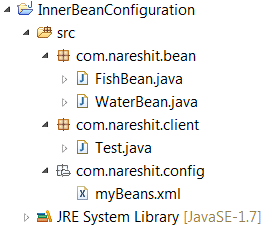 InnerBeanConfiguration
src
com.nareshit.bean
FishBean.java
WaterBean.java
com.nareshit.client
Test.java
com.nareshit.config
myBeans.xml
JRE System Library [JavaSE-1.7]